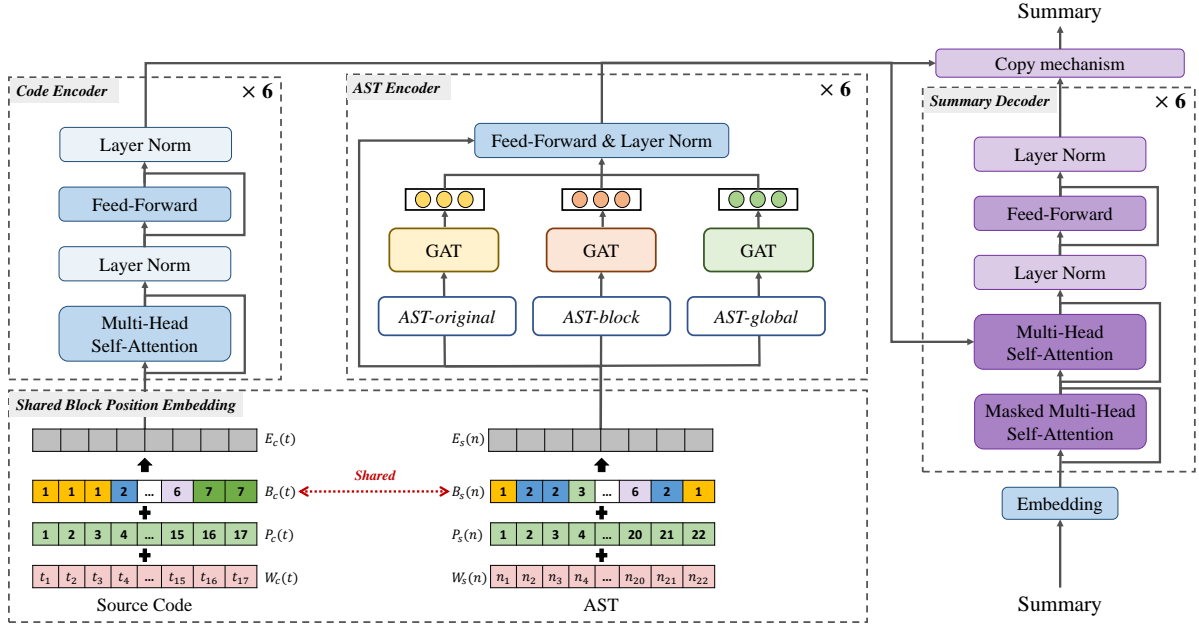 Summary
Copy mechanism
Code Encoder
× 6
Layer Norm
Feed-Forward
Layer Norm
Multi-Head
Self-Attention
AST Encoder
× 6
Feed-Forward & Layer Norm
GAT
GAT
GAT
AST-original
AST-block
AST-global
Summary Decoder
× 6
Layer Norm
Feed-Forward
Layer Norm
Multi-Head
Self-Attention
Masked Multi-Head
Self-Attention
Embedding
Summary
Shared Block Position Embedding
E_c(t)
1 1 1 2 ... 6 7 7 B_c(t)
1 2 3 4 ... 15 16 17 P_c(t)
t_1 t_2 t_3 t_4 ... t_15 t_16 t_17 W_c(t)
Source Code
Shared
E_s(n)
B_s(n) 1 2 2 3 ... 6 2 1
P_s(n) 1 2 3 4 ... 20 21 22
W_s(n) n_1 n_2 n_3 n_4 ... n_20 n_21 n_22
AST